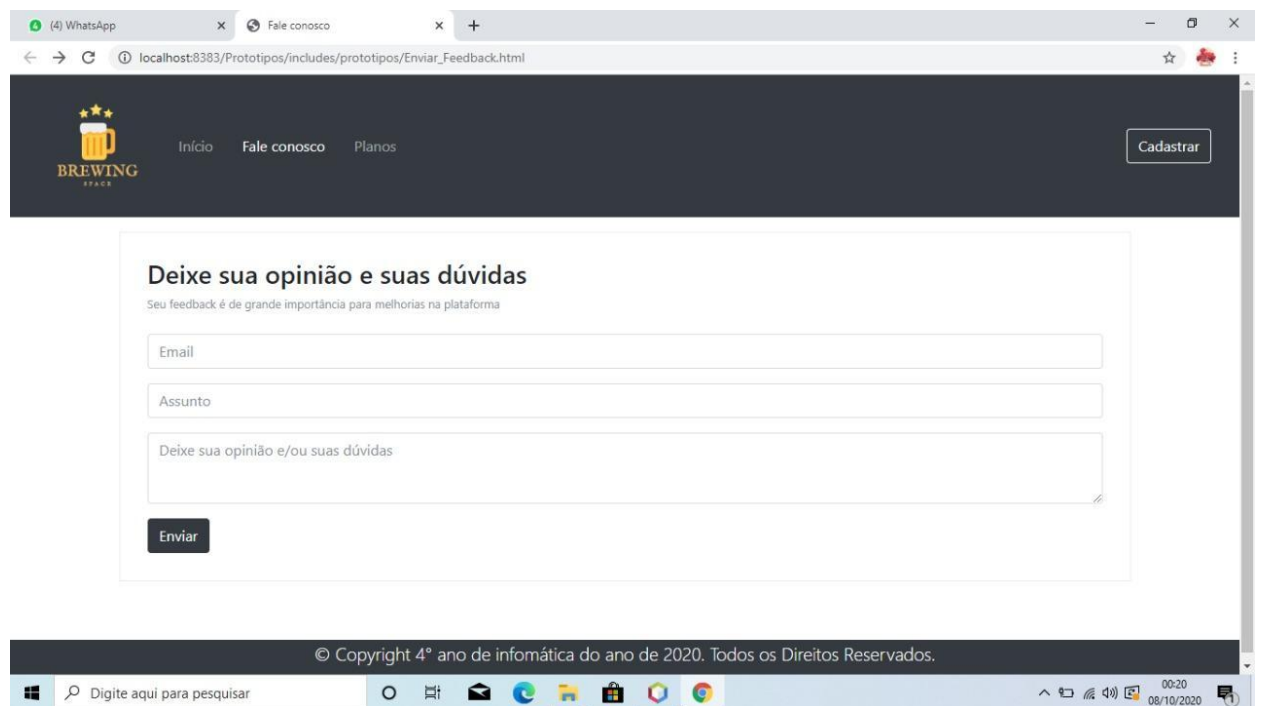 (4) WhatsApp
Fale conosco
localhost:8383/Prototipos/includes/prototipos/Enviar_Feedback.html
BREWING
SPACE
Início Fale conosco Planos
Cadastrar
Deixe sua opinião e suas dúvidas
Seu feedback é de grande importância para melhorias na plataforma
Email
Assunto
Deixe sua opinião e/ou suas dúvidas
Enviar
© Copyright 4° ano de infomática do ano de 2020. Todos os Direitos Reservados.
Digite aqui para pesquisar
00:20
08/10/2020
1